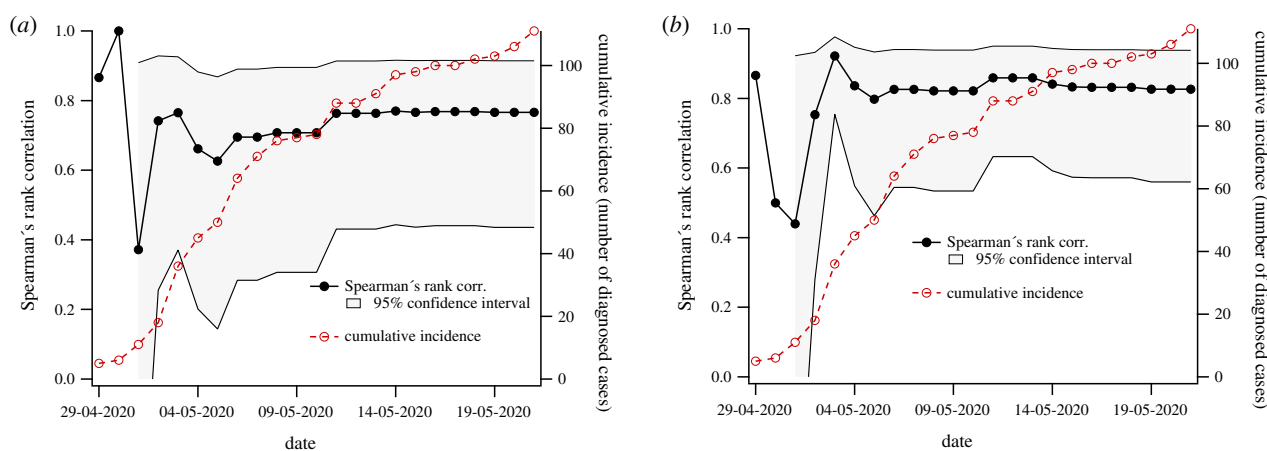 (a)
1.0
0.8
0.6
0.4
0.2
0.0
Spearman´s rank correlation
100
80
60
40
20
0
cumulative incidence (number of diagnosed cases)
Spearman´s rank corr.
95% confidence interval
cumulative incidence
29-04-2020 04-05-2020 09-05-2020 14-05-2020 19-05-2020
date
(b)
1.0
0.8
0.6
0.4
0.2
0.0
Spearman´s rank correlation
100
80
60
40
20
0
cumulative incidence (number of diagnosed cases)
Spearman´s rank corr.
95% confidence interval
cumulative incidence
29-04-2020 04-05-2020 09-05-2020 14-05-2020 19-05-2020
date